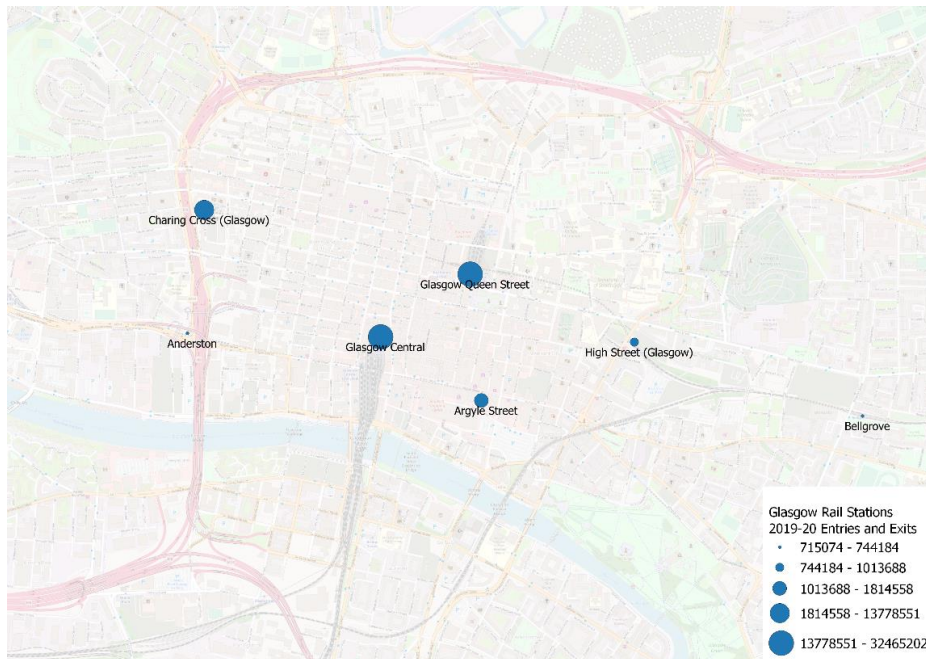 Charing Cross (Glasgow)
Glasgow Queen Street
Anderston
Glasgow Central
High Street (Glasgow)
Argyle Street
Bellgrove
Glasgow Rail Stations
2019-20 Entries and Exits
715074 - 744184
744184 - 1013688
1013688 - 1814558
1814558 - 13778551
13778551 - 32465202